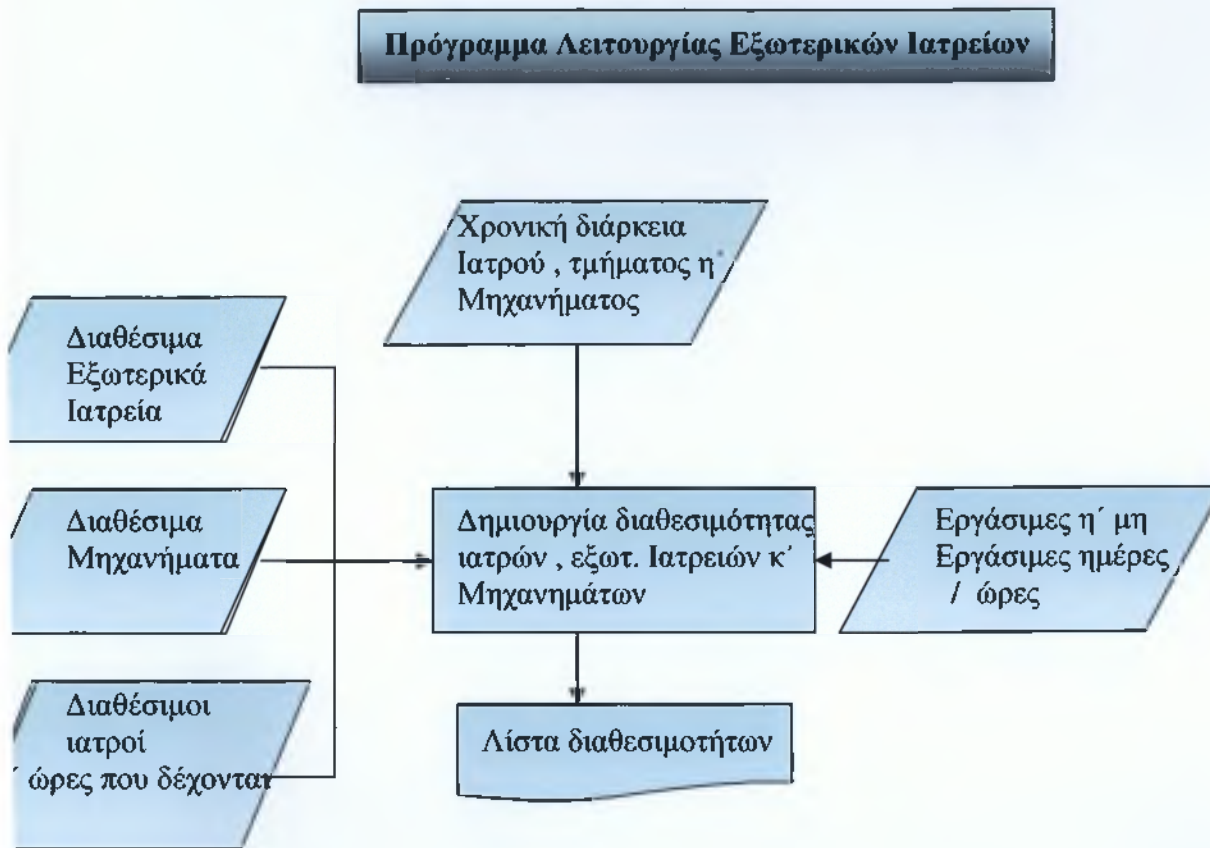 Πρόγραμμα Λειτουργίας Εξωτερικών Ιατρείων
Χρονική διάρκεια
Ιατρού , τμήματος η΄
Μηχανήματος
Διαθέσιμα
Εξωτερικά
Ιατρεία
Διαθέσιμα
Μηχανήματα
Δημιουργία διαθεσιμότητας
ιατρών , εξωτ. Ιατρειών κ΄
Μηχανημάτων
Εργάσιμες η΄ μη
Εργάσιμες ημέρες
/ ώρες
Διαθέσιμοι
ιατροί
΄ ώρες που δέχονται
Λίστα διαθεσιμοτήτων